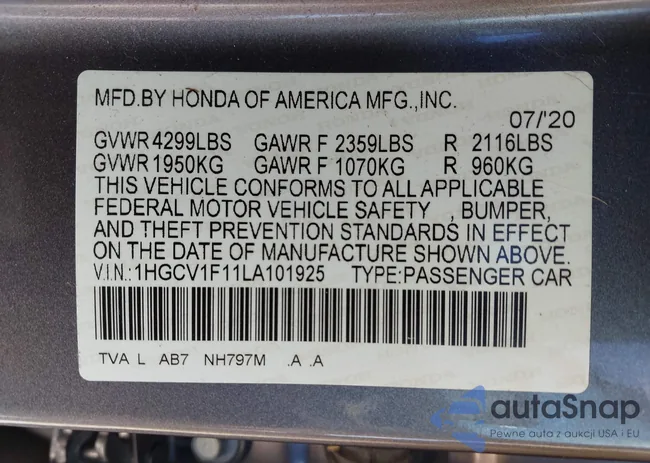 MFD.BY HONDA OF AMERICA MFG.,INC.
07/'20
GVWR 4299LBS GAWR F 2359LBS R 2116LBS
GVWR 1950KG GAWR F 1070KG R 960KG
THIS VEHICLE CONFORMS TO ALL APPLICABLE
FEDERAL MOTOR VEHICLE SAFETY , BUMPER,
AND THEFT PREVENTION STANDARDS IN EFFECT
ON THE DATE OF MANUFACTURE SHOWN ABOVE.
V.I.N.:1HGCV1F11LA101925 TYPE:PASSENGER CAR
TVA L AB7 NH797M .A .A
autaSnap
Pewne auta z aukcji USA i EU